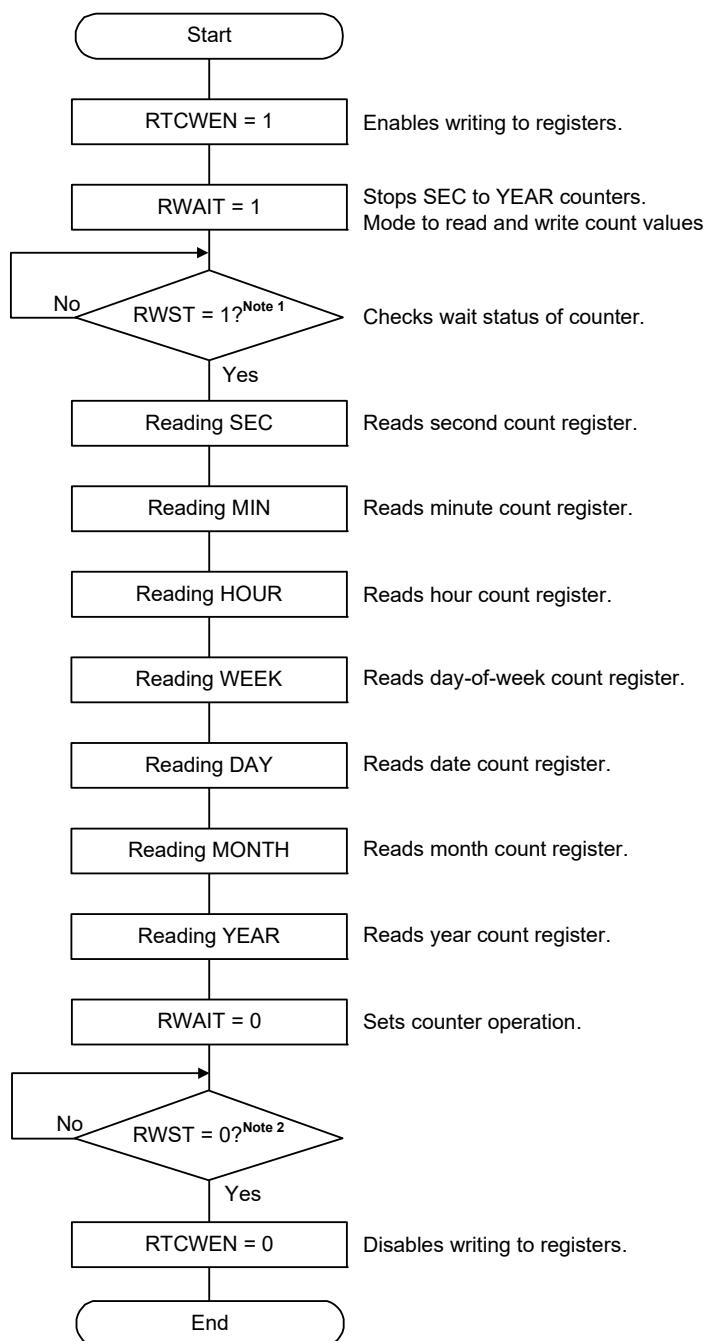 Start
RTCWEN = 1 Enables writing to registers.
RWAIT = 1 Stops SEC to YEAR counters.
Mode to read and write count values
No RWST = 1?Note 1 Checks wait status of counter.
Yes
Reading SEC Reads second count register.
Reading MIN Reads minute count register.
Reading HOUR Reads hour count register.
Reading WEEK Reads day-of-week count register.
Reading DAY Reads date count register.
Reading MONTH Reads month count register.
Reading YEAR Reads year count register.
RWAIT = 0 Sets counter operation.
No RWST = 0?Note 2
Yes
RTCWEN = 0 Disables writing to registers.
End